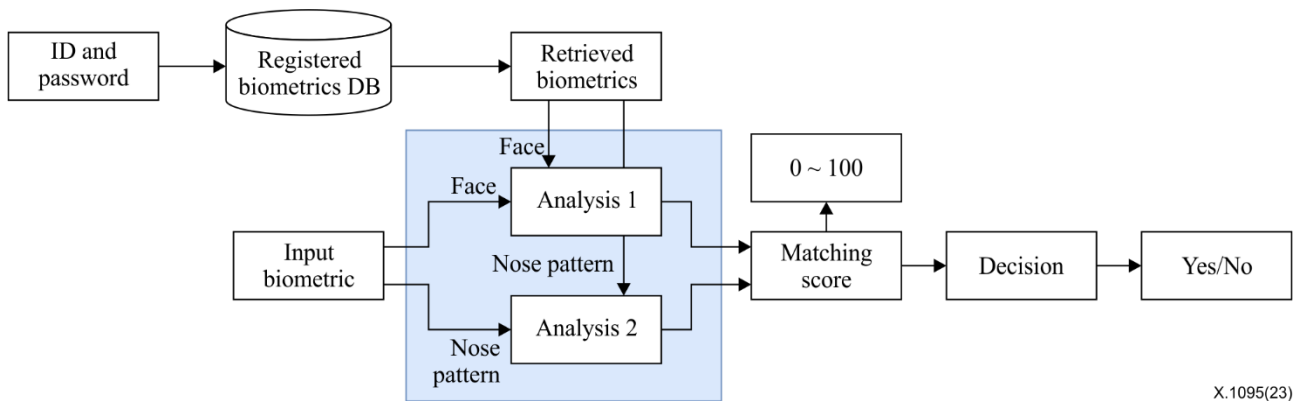 ID and
password
Registered
biometrics DB
Retrieved
biometrics
Face
Face
Analysis 1
0 ~ 100
Input
biometric
Nose pattern
Matching
score
Decision
Yes/No
Analysis 2
Nose
pattern
X.1095(23)